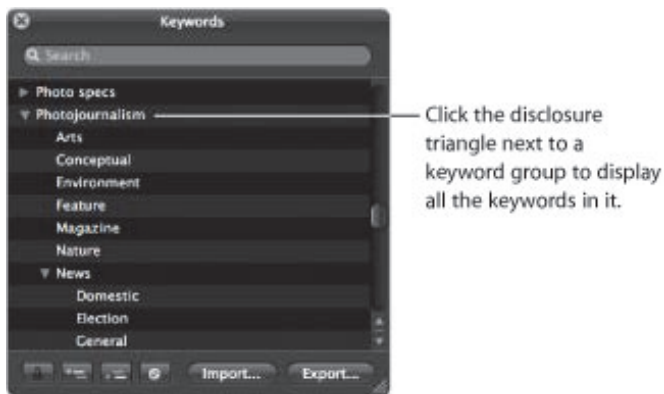 Keywords
Search
Photo specs
Photojournalism
Arts
Conceptual
Environment
Feature
Magazine
Nature
News
Domestic
Election
General
Import...
Export...
Click the disclosure
triangle next to a
keyword group to display
all the keywords in it.